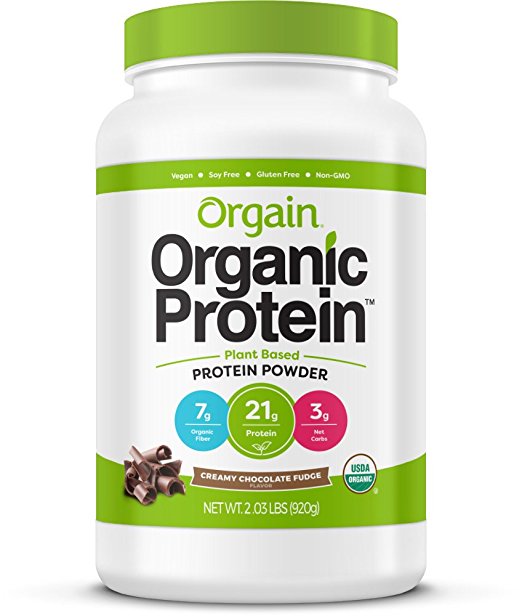 Vegan • Soy Free • Gluten Free • Non-GMO
Orgain®
Organic
Protein™
Plant Based
PROTEIN POWDER
7g
Organic
Fiber
21g
Protein
3g
Net
Carbs
CREAMY CHOCOLATE FUDGE
FLAVOR
USDA
ORGANIC
NET WT. 2.03 LBS (920g)